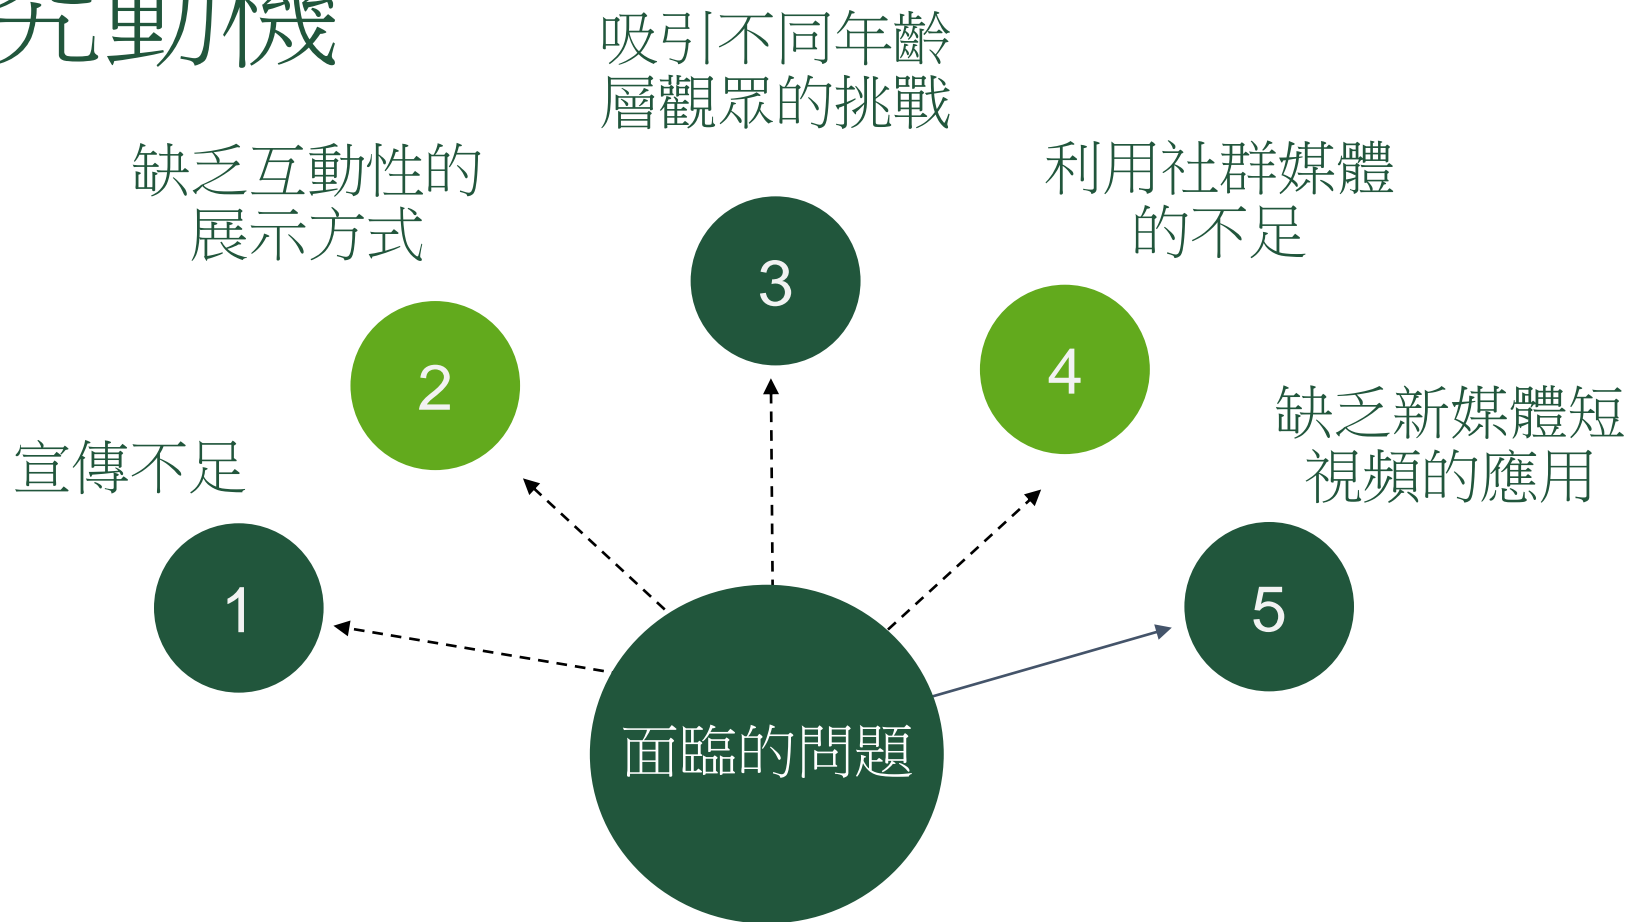 究動機
宣傳不足
1
缺乏互動性的
展示方式
2
吸引不同年齡
層觀眾的挑戰
3
利用社群媒體
的不足
4
缺乏新媒體短
視頻的應用
5
面臨的問題